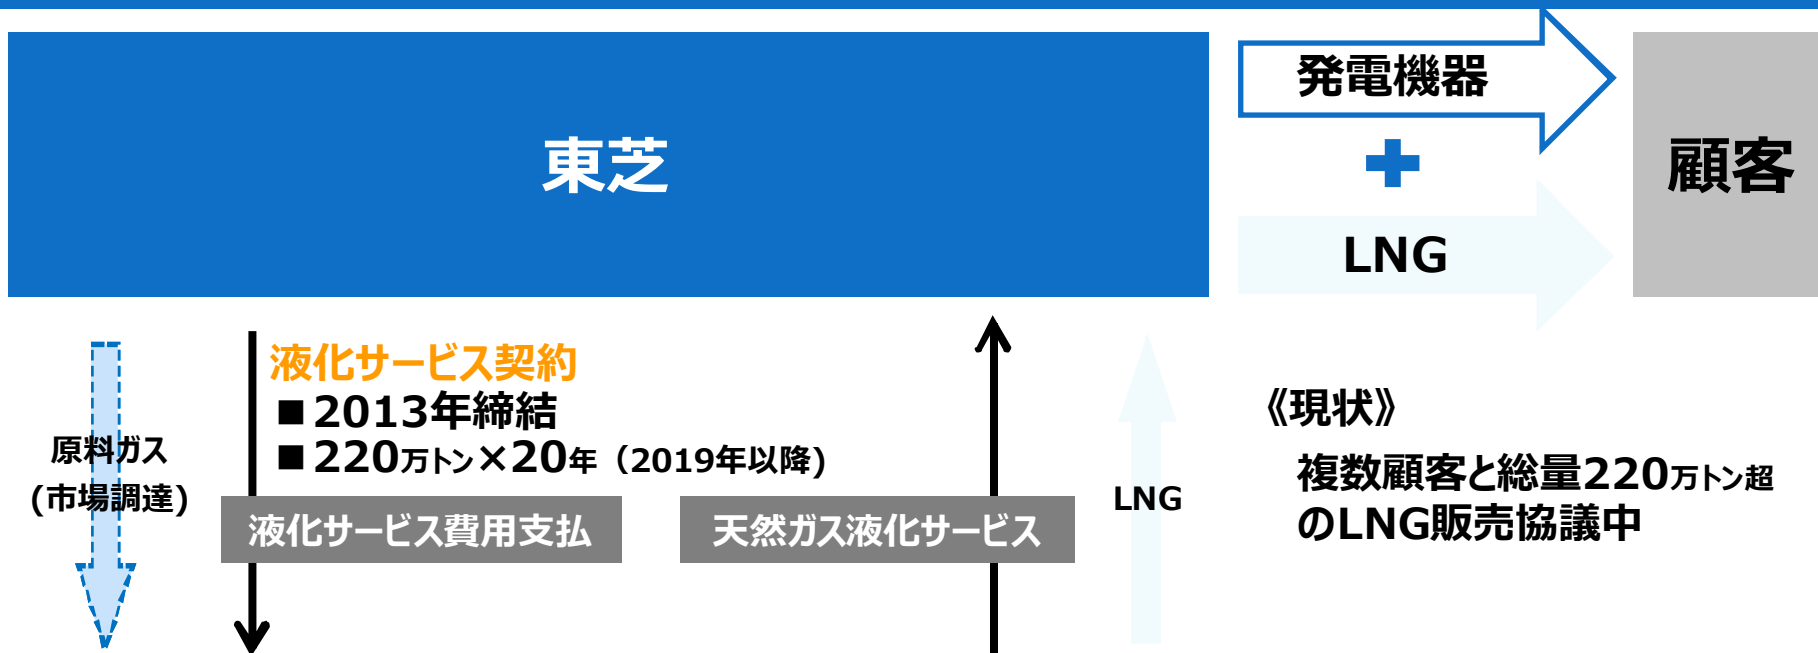 東芝
発電機器
LNG
顧客
原料ガス
(市場調達)
液化サービス契約
■2013年締結
■220万トン×20年（2019年以降)
液化サービス費用支払
天然ガス液化サービス
LNG
《現状》
複数顧客と総量220万トン超
のLNG販売協議中